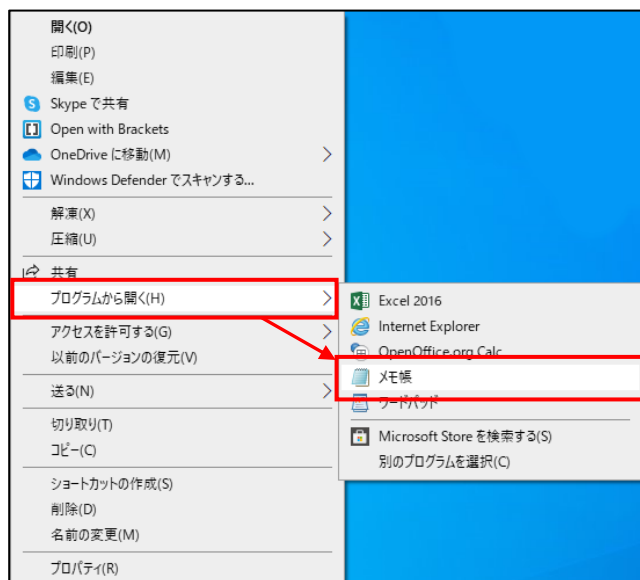 開く(O)
印刷(P)
編集(E)
Skype で共有
Open with Brackets
OneDrive に移動(M)
Windows Defender でスキャンする...
解凍(X)
圧縮(U)
共有
プログラムから開く(H)
アクセスを許可する(G)
以前のバージョンの復元(V)
送る(N)
切り取り(T)
コピー(C)
ショートカットの作成(S)
削除(D)
名前の変更(M)
プロパティ(R)
Excel 2016
Internet Explorer
OpenOffice.org Calc
メモ帳
ワードパッド
Microsoft Store を検索する(S)
別のプログラムを選択(C)